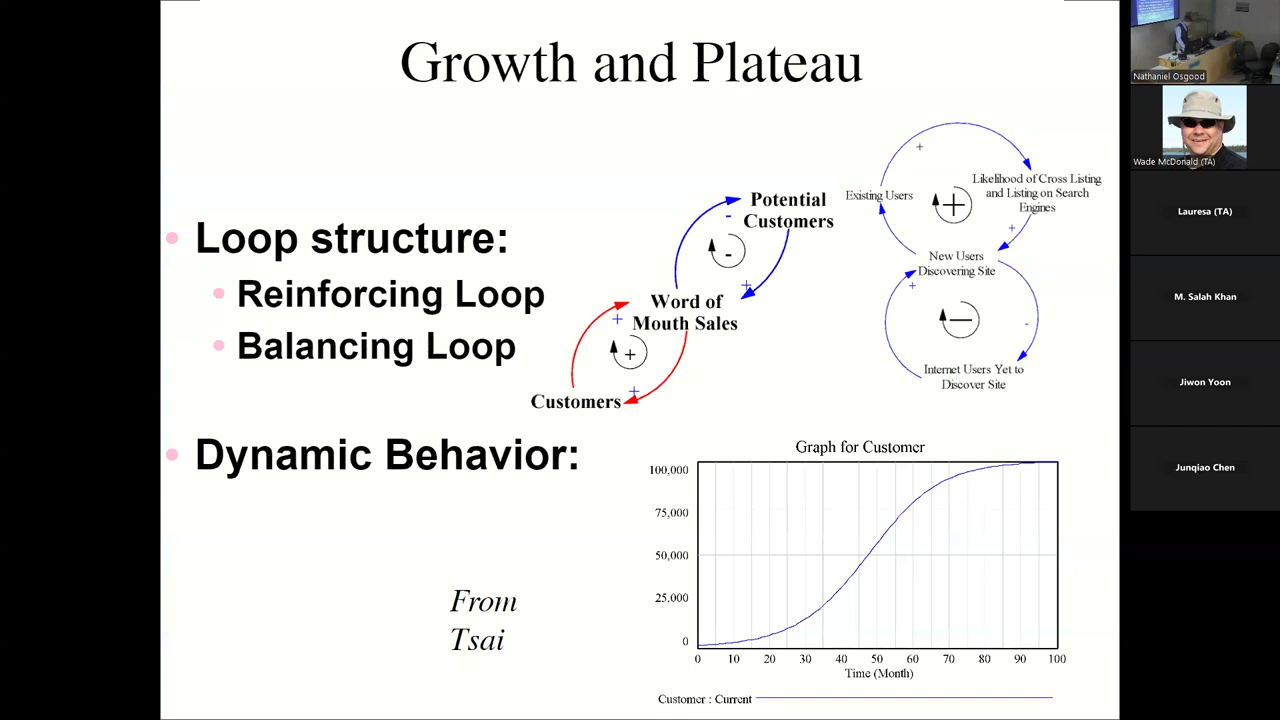 Growth and Plateau
• Loop structure:
• Reinforcing Loop
• Balancing Loop
• Dynamic Behavior:
From
Tsai
Potential
Customers
-
-
+
Word of
Mouth Sales
+
+
+
Customers
+
Existing Users
Likelihood of Cross Listing
and Listing on Search
Engines
+
+
New Users
Discovering Site
+
-
—
Internet Users Yet to
Discover Site
Graph for Customer
100,000
75,000
50,000
25,000
0
0 10 20 30 40 50 60 70 80 90 100
Time (Month)
Customer : Current
Nathaniel Osgood
Wade McDonald (TA)
Lauresa (TA)
M. Salah Khan
Jiwon Yoon
Junqiao Chen